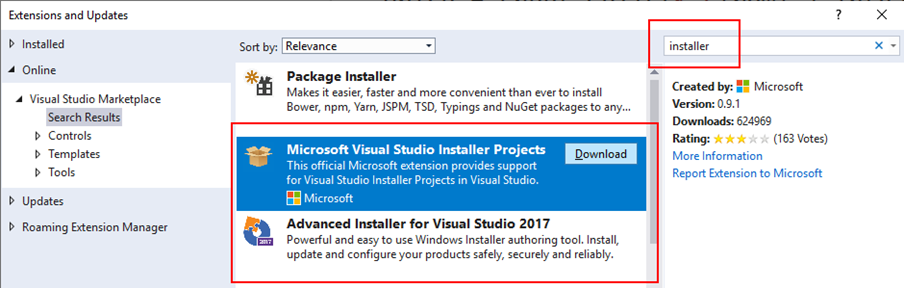 Extensions and Updates
? ×
Installed
Online
Visual Studio Marketplace
Search Results
Controls
Templates
Tools
Updates
Roaming Extension Manager
Sort by: Relevance
Package Installer
Makes it easier, faster and more convenient than ever to install
Bower, npm, Yarn, JSPM, TSD, Typings and NuGet packages to any...
Microsoft Visual Studio Installer Projects
Download
This official Microsoft extension provides support
for Visual Studio Installer Projects in Visual Studio.
Microsoft
2017
Advanced Installer for Visual Studio 2017
Powerful and easy to use Windows Installer authoring tool. Install,
update and configure your products safely, securely and reliably.
installer
Created by: Microsoft
Version: 0.9.1
Downloads: 624969
Rating: (163 Votes)
More Information
Report Extension to Microsoft